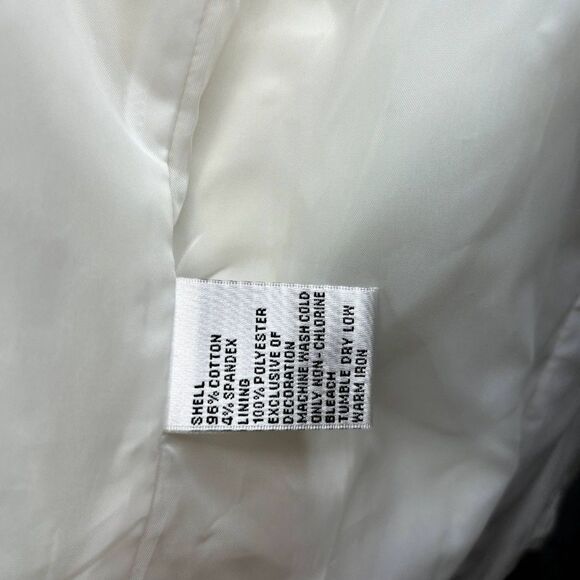 SHELL
96% COTTON
4% SPANDEX
LINING
100% POLYESTER
EXCLUSIVE OF
DECORATION
MACHINE WASH COLD
ONLY NON-CHLORINE
BLEACH
TUMBLE DRY LOW
WARM IRON